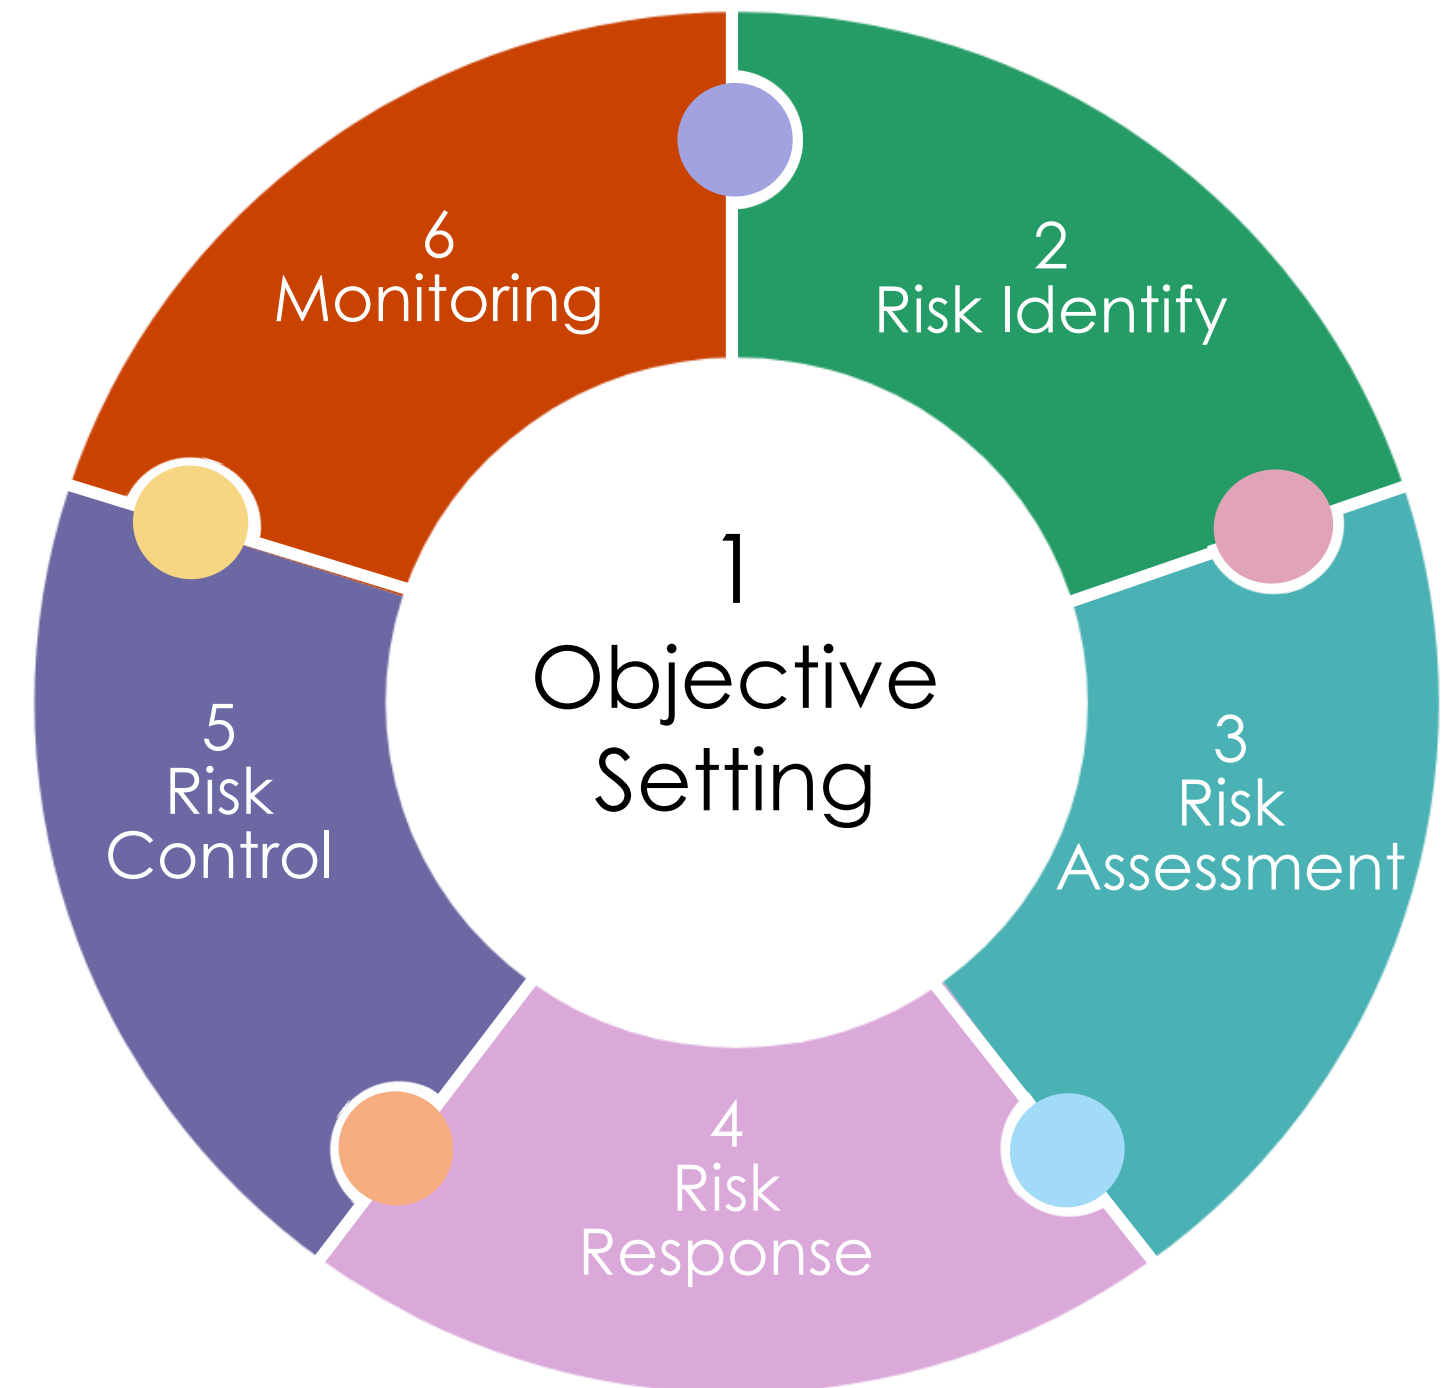 1
Objective
Setting
2
Risk Identify
3
Risk
Assessment
4
Risk
Response
5
Risk
Control
6
Monitoring